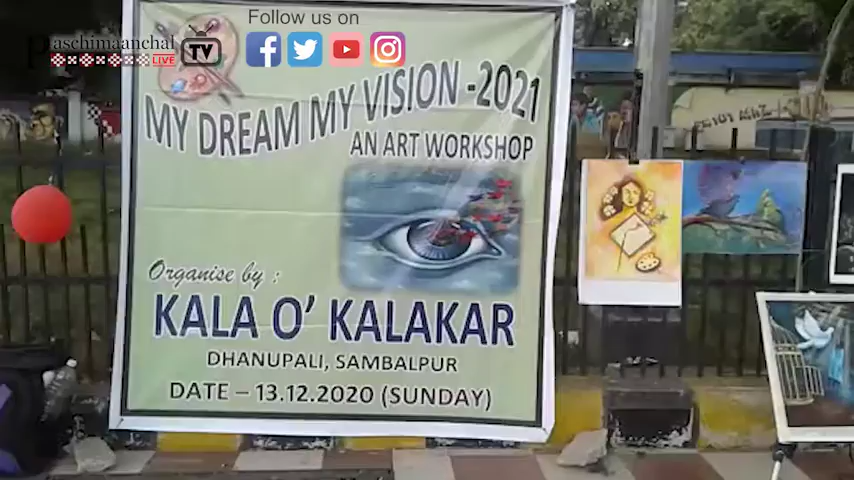 Follow us on
Paschimaanchal
TV
LIVE
MY DREAM MY VISION -2021
AN ART WORKSHOP
Organise by :
KALA O' KALAKAR
DHANUPALI, SAMBALPUR
DATE – 13.12.2020 (SUNDAY)